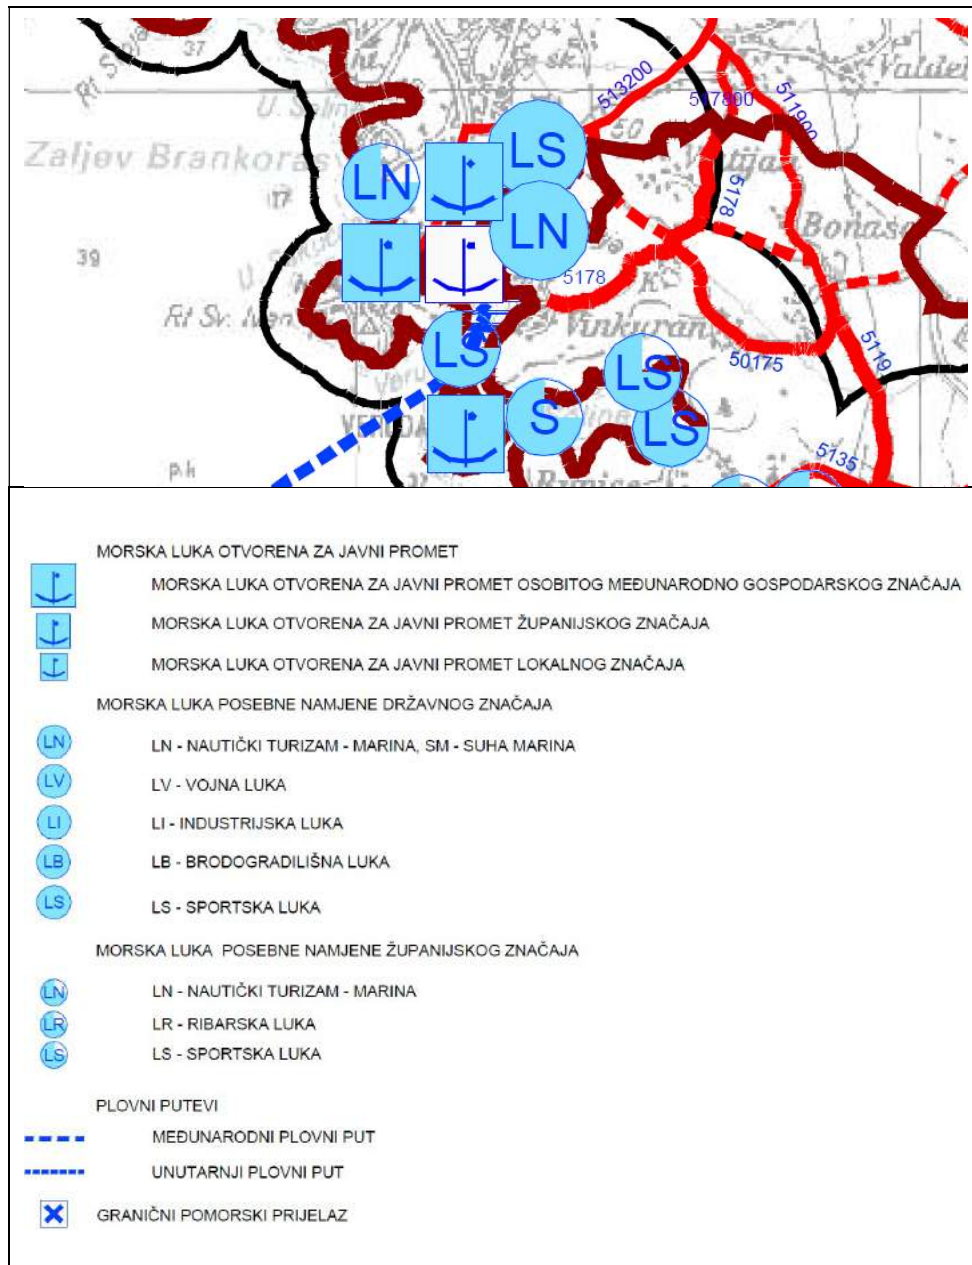 37
513200
517800
511900
Valdet
50
LS
Zaljev Brankoras
LN
17
5178
Bonaso
LN
39
5178
Rt Sv. Ivan
Vinkuran
5119
LS
50175
LS
S
LS
VERUDA
5135
p.k
MORSKA LUKA OTVORENA ZA JAVNI PROMET
MORSKA LUKA OTVORENA ZA JAVNI PROMET OSOBITOG MEĐUNARODNO GOSPODARSKOG ZNAČAJA
MORSKA LUKA OTVORENA ZA JAVNI PROMET ŽUPANIJSKOG ZNAČAJA
MORSKA LUKA OTVORENA ZA JAVNI PROMET LOKALNOG ZNAČAJA
MORSKA LUKA POSEBNE NAMJENE DRŽAVNOG ZNAČAJA
LN LN - NAUTIČKI TURIZAM - MARINA, SM - SUHA MARINA
LV LV - VOJNA LUKA
LI LI - INDUSTRIJSKA LUKA
LB LB - BRODOGRADILIŠNA LUKA
LS LS - SPORTSKA LUKA
MORSKA LUKA POSEBNE NAMJENE ŽUPANIJSKOG ZNAČAJA
LN LN - NAUTIČKI TURIZAM - MARINA
LR LR - RIBARSKA LUKA
LS LS - SPORTSKA LUKA
PLOVNI PUTEVI
MEĐUNARODNI PLOVNI PUT
UNUTARNJI PLOVNI PUT
GRANIČNI POMORSKI PRIJELAZ